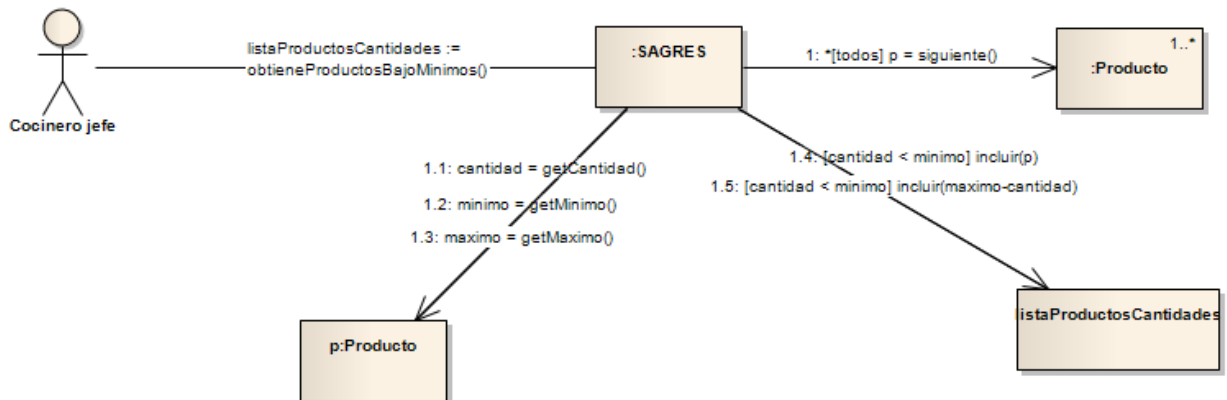 listaProductosCantidades :=
obtieneProductosBajoMinimos()
Cocinero jefe
:SAGRES
1: *[todos] p = siguiente()
1..*
:Producto
1.1: cantidad = getCantidad()
1.2: minimo = getMinimo()
1.3: maximo = getMaximo()
1.4: [cantidad < minimo] incluir(p)
1.5: [cantidad < minimo] incluir(maximo-cantidad)
listaProductosCantidades
p:Producto